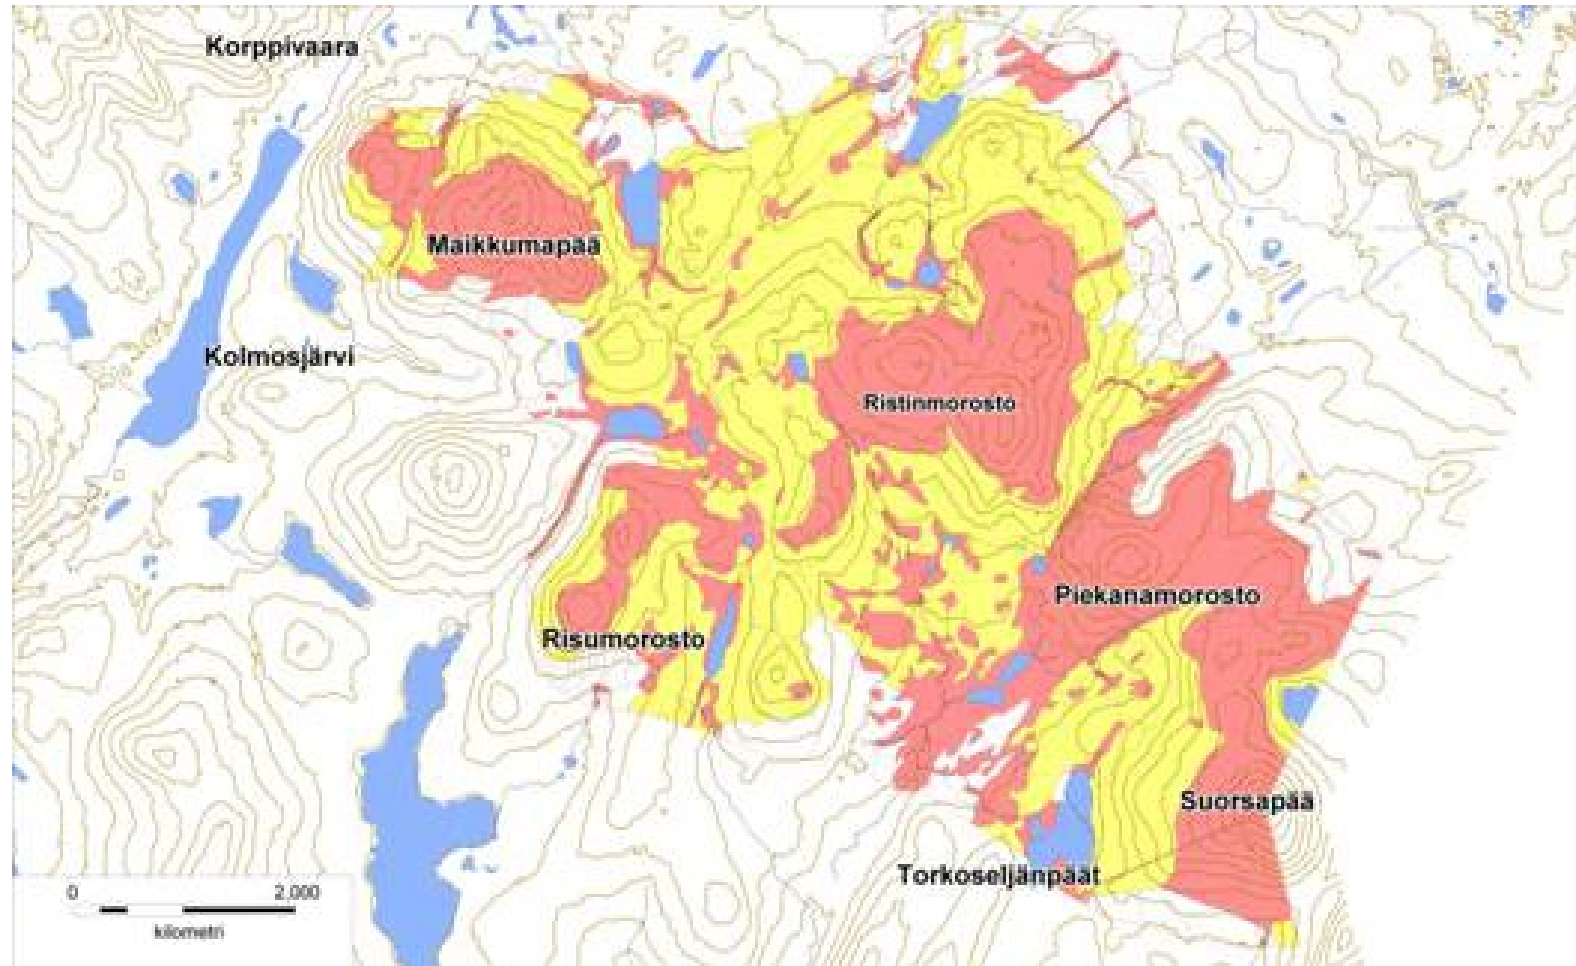 Korppivaara
Maikkumapää
Kolmosjärvi
Ristinmorosto
Piekanamorosto
Risumorosto
Suorsapää
Torkoseljänpäät
0 2,000
kilometri